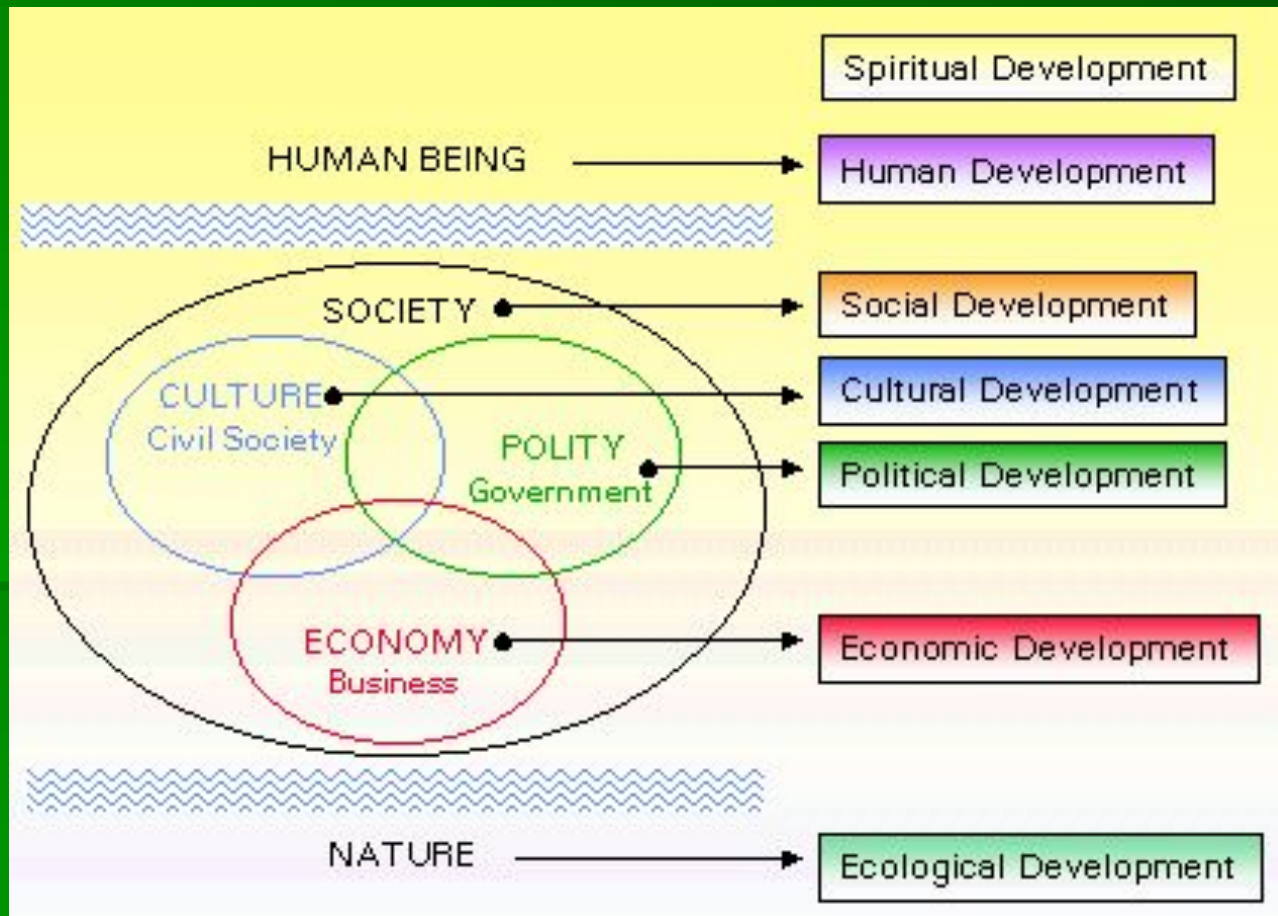 Spiritual Development
HUMAN BEING
Human Development
SOCIETY
Social Development
CULTURE
Civil Society
Cultural Development
POLITY
Government
Political Development
ECONOMY
Business
Economic Development
NATURE
Ecological Development